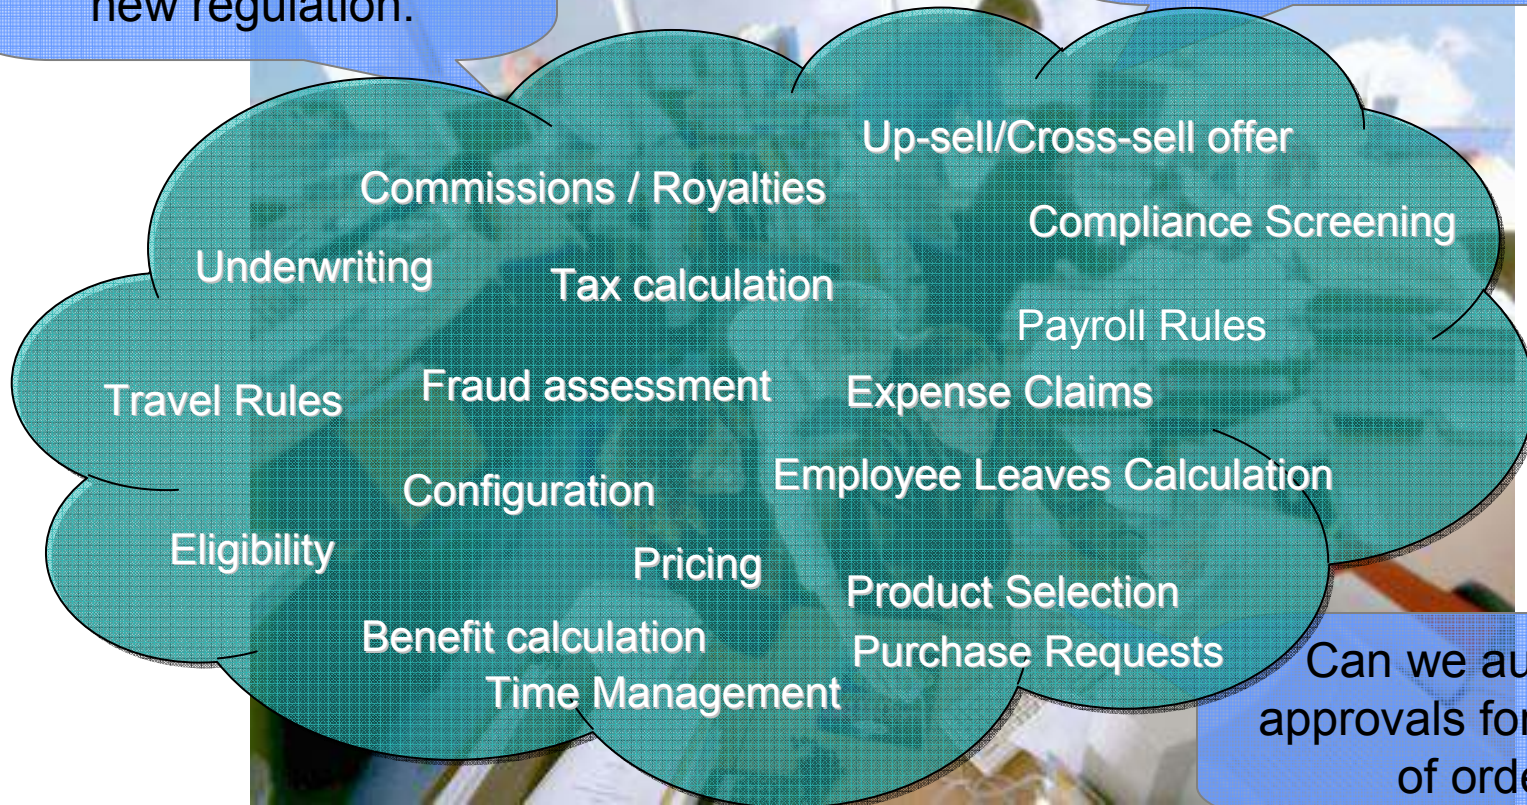 new regulation.
Up-sell/Cross-sell offer
Commissions / Royalties
Compliance Screening
Underwriting
Tax calculation
Payroll Rules
Travel Rules
Fraud assessment
Expense Claims
Configuration
Employee Leaves Calculation
Eligibility
Pricing
Product Selection
Benefit calculation
Purchase Requests
Time Management
Can we au
approvals for
of orde